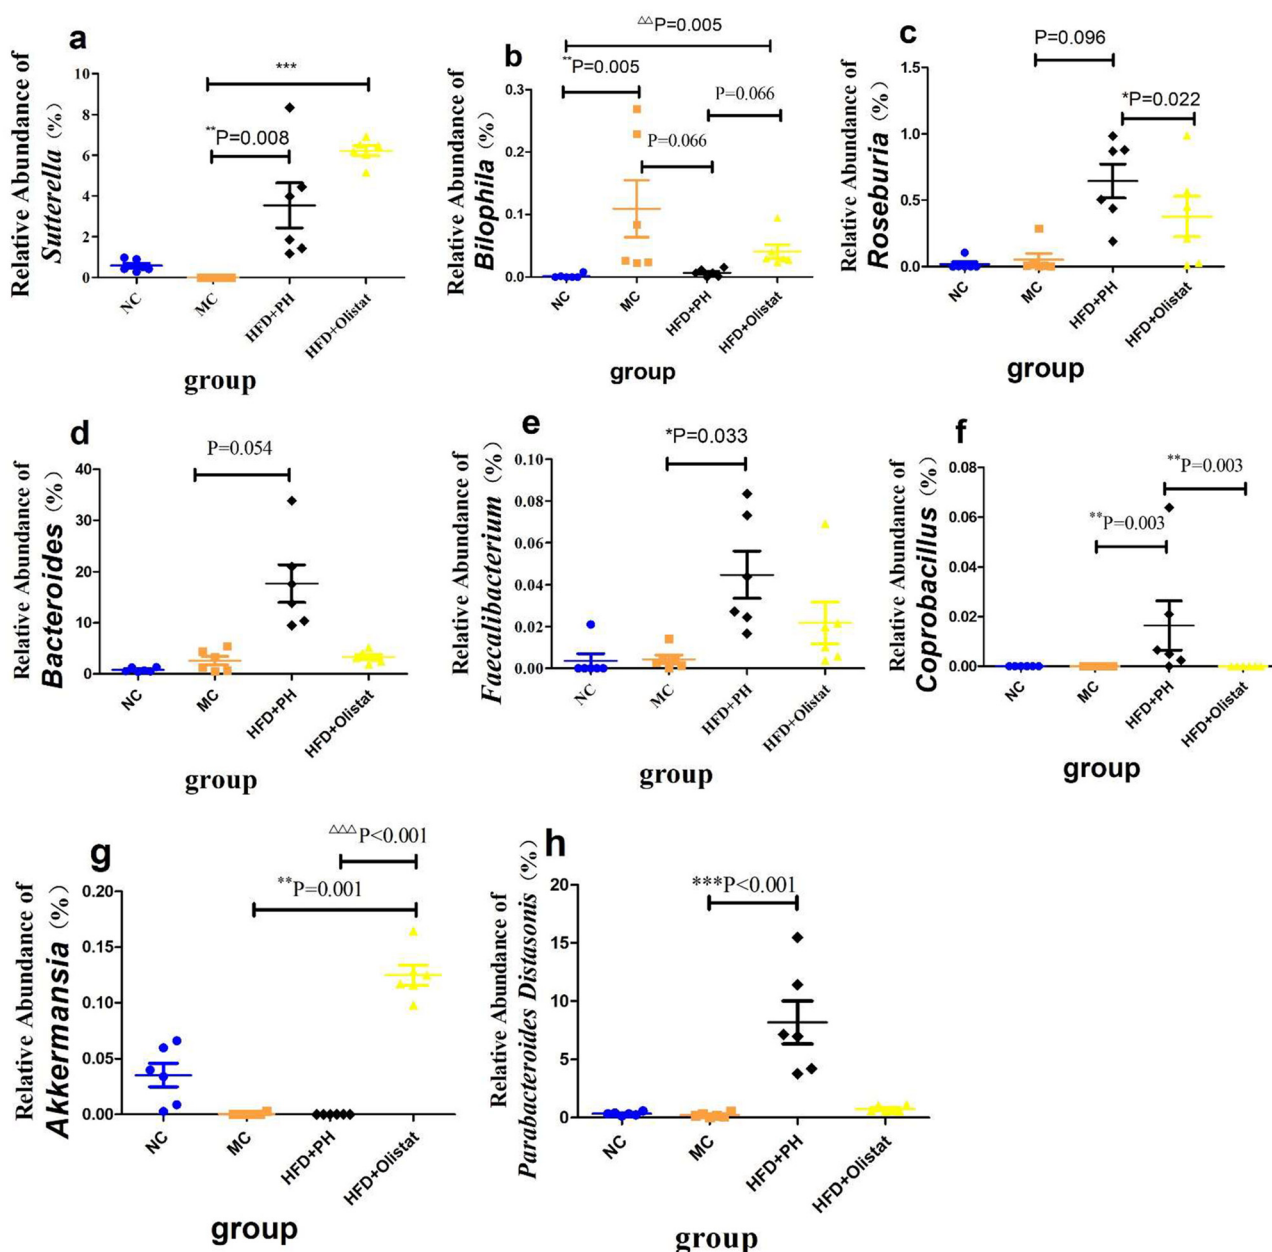 a
***
**P=0.008
Relative Abundance of
Sutterella (%)
10
8
6
4
2
0
NC
MC
HFD+PH
HFD+Olistat
group
b
△△P=0.005
**P=0.005
P=0.066
P=0.066
Relative Abundance of
Bilophila (%)
0.3
0.2
0.1
0.0
NC
MC
HFD+PH
HFD+Olistat
group
c
P=0.096
*P=0.022
Relative Abundance of
Roseburia (%)
1.5
1.0
0.5
0.0
NC
MC
HFD+PH
HFD+Olistat
group
d
P=0.054
Relative Abundance of
Bacteroides (%)
40
30
20
10
0
NC
MC
HFD+PH
HFD+Olistat
group
e
*P=0.033
Relative Abundance of
Faecalibacterium (%)
0.10
0.08
0.06
0.04
0.02
0.00
NC
MC
HFD+PH
HFD+Olistat
group
f
**P=0.003
**P=0.003
Relative Abundance of
Coprobacillus (%)
0.08
0.06
0.04
0.02
0.00
NC
MC
HFD+PH
HFD+Olistat
group
g
△△△P<0.001
**P=0.001
Relative Abundance of
Akkermansia (%)
0.20
0.15
0.10
0.05
0.00
NC
MC
HFD+PH
HFD+Olistat
group
h
***P<0.001
Relative Abundance of
Parabacteroides Distasonis (%)
20
15
10
5
0
NC
MC
HFD+PH
HFD+Olistat
group